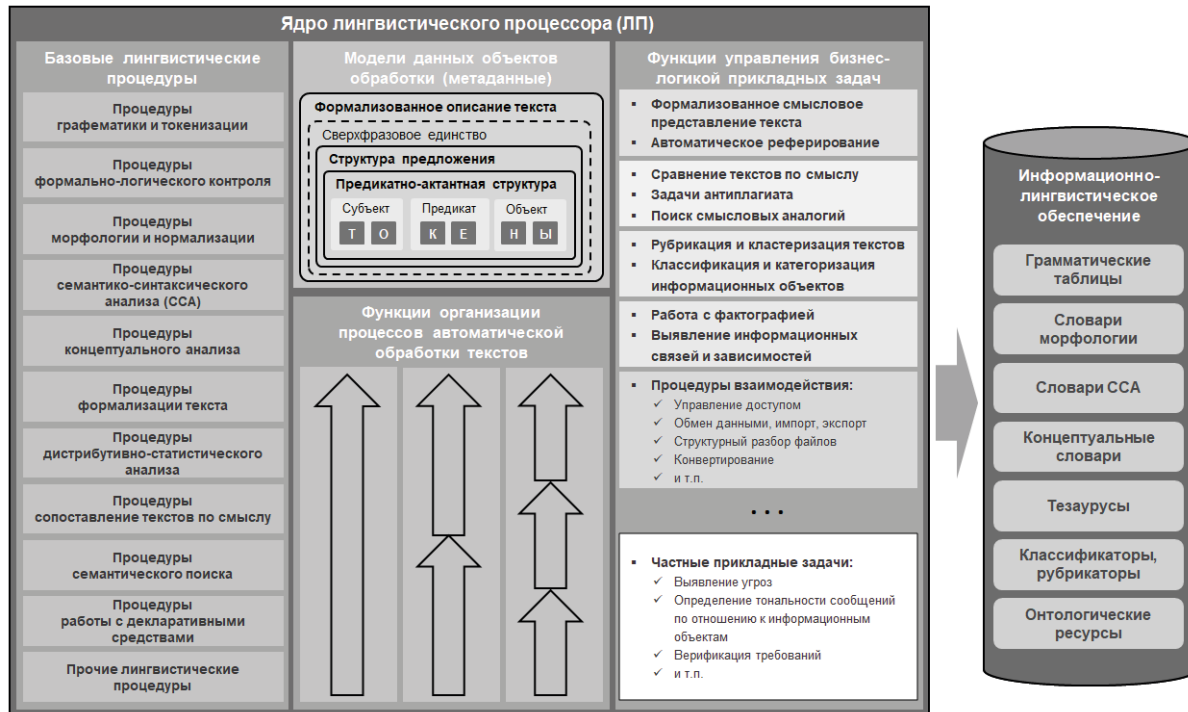 Ядро лингвистического процессора (ЛП)
Базовые лингвистические
процедуры
Процедуры
графематики и токенизации
Процедуры
формально-логического контроля
Процедуры
морфологии и нормализации
Процедуры
семантико-синтаксического
анализа (ССА)
Процедуры
концептуального анализа
Процедуры
формализации текста
Процедуры
дистрибутивно-статистического
анализа
Процедуры
сопоставление текстов по смыслу
Процедуры
семантического поиска
Процедуры
работы с декларативными
средствами
Прочие лингвистические
процедуры
Модели данных объектов
обработки (метаданные)
Формализованное описание текста
Сверхфразовое единство
Структура предложения
Предикатно-актантная структура
Субъект Предикат Объект
Т О К Е Н Ы
Функции организации
процессов автоматической
обработки текстов
Функции управления бизнес-
логикой прикладных задач
▪ Формализованное смысловое
представление текста
▪ Автоматическое реферирование
▪ Сравнение текстов по смыслу
▪ Задачи антиплагиата
▪ Поиск смысловых аналогий
▪ Рубрикация и кластеризация текстов
▪ Классификация и категоризация
информационных объектов
▪ Работа с фактографией
▪ Выявление информационных
связей и зависимостей
▪ Процедуры взаимодействия:
✓ Управление доступом
✓ Обмен данными, импорт, экспорт
✓ Структурный разбор файлов
✓ Конвертирование
✓ и т.п.
...
▪ Частные прикладные задачи:
✓ Выявление угроз
✓ Определение тональности сообщений
по отношению к информационным
объектам
✓ Верификация требований
✓ и т.п.
Информационно-
лингвистическое
обеспечение
Грамматические
таблицы
Словари
морфологии
Словари ССА
Концептуальные
словари
Тезаурусы
Классификаторы,
рубрикаторы
Онтологические
ресурсы